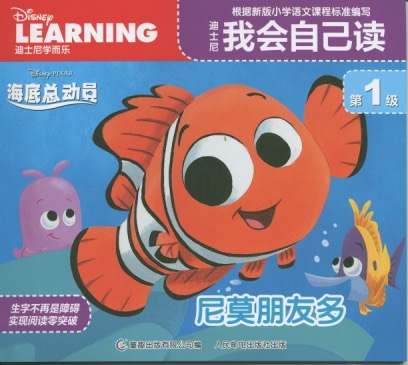 Disney
LEARNING
迪士尼学而乐
根据新版小学语文课程标准编写
迪士尼
我会自己读
第1级
Disney·PIXAR
海底总动员
生字不再是障碍
实现阅读零突破
尼莫朋友多
童趣出版有限公司编
人民邮电出版社出版